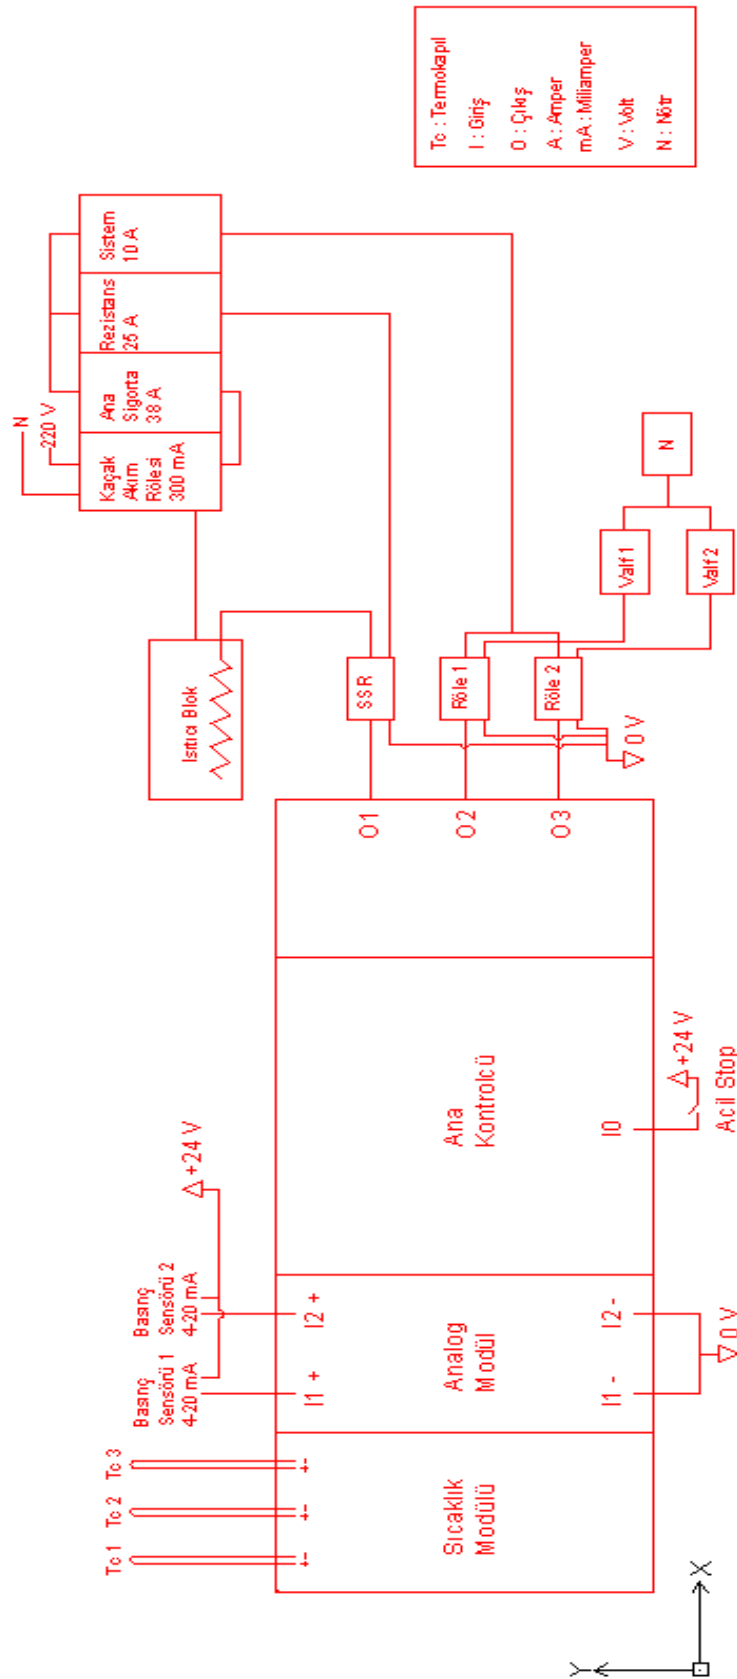 Tc : Termokapıl
I : Giriş
O : Çıkış
A : Amper
mA : Miliamper
V : Volt
N : Nötr
N
220 V
Kaçak
Akım
Rölesi
300 mA
Ana
Sigorta
38 A
Rezistans
25 A
Sistem
10 A
Isıtıcı Blok
SSR
Röle 1
Röle 2
Valf 1
Valf 2
N
0 V
O1
O2
O3
Tc 1
Tc 2
Tc 3
Basınç
Sensörü 1
4-20 mA
Basınç
Sensörü 2
4-20 mA
+24 V
+-
+-
+-
I1 +
I2 +
Sıcaklık
Modülü
Analog
Modül
Ana
Kontrolcü
I1 -
I2 -
I0
0 V
+24 V
Acil Stop
Y
X